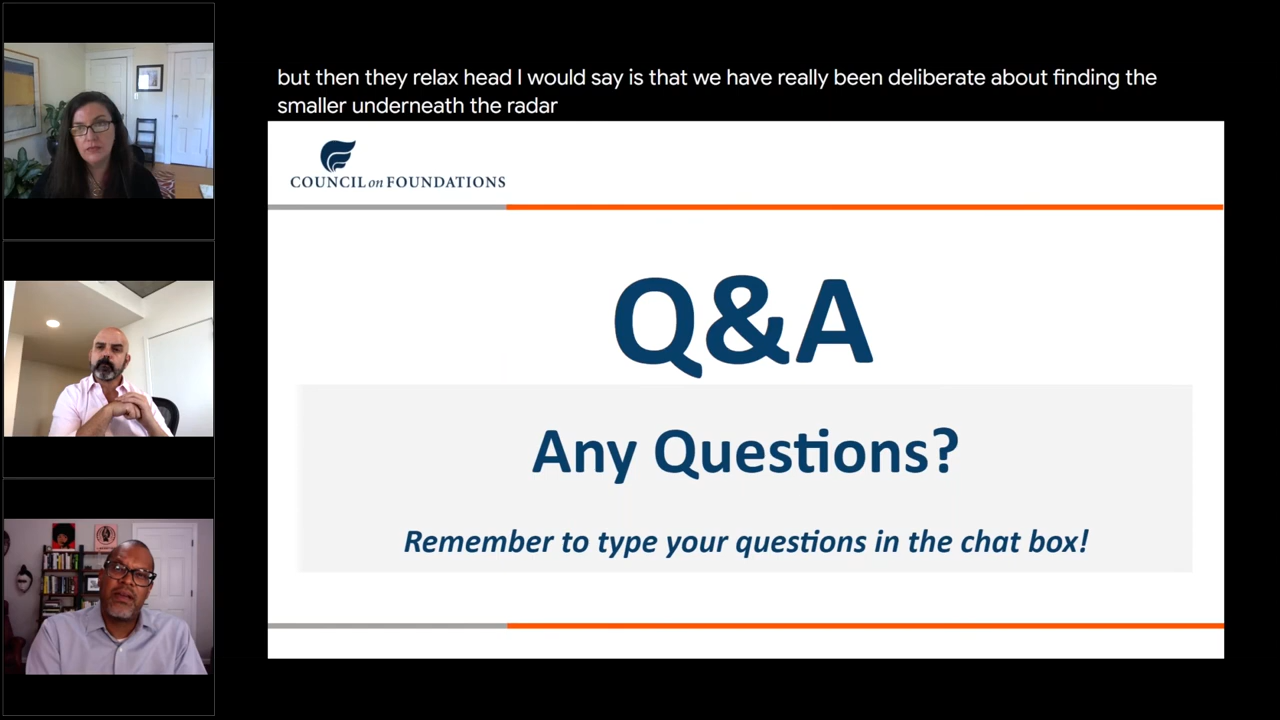 but then they relax head I would say is that we have really been deliberate about finding the
smaller underneath the radar
COUNCIL on FOUNDATIONS
Q&A
Any Questions?
Remember to type your questions in the chat box!